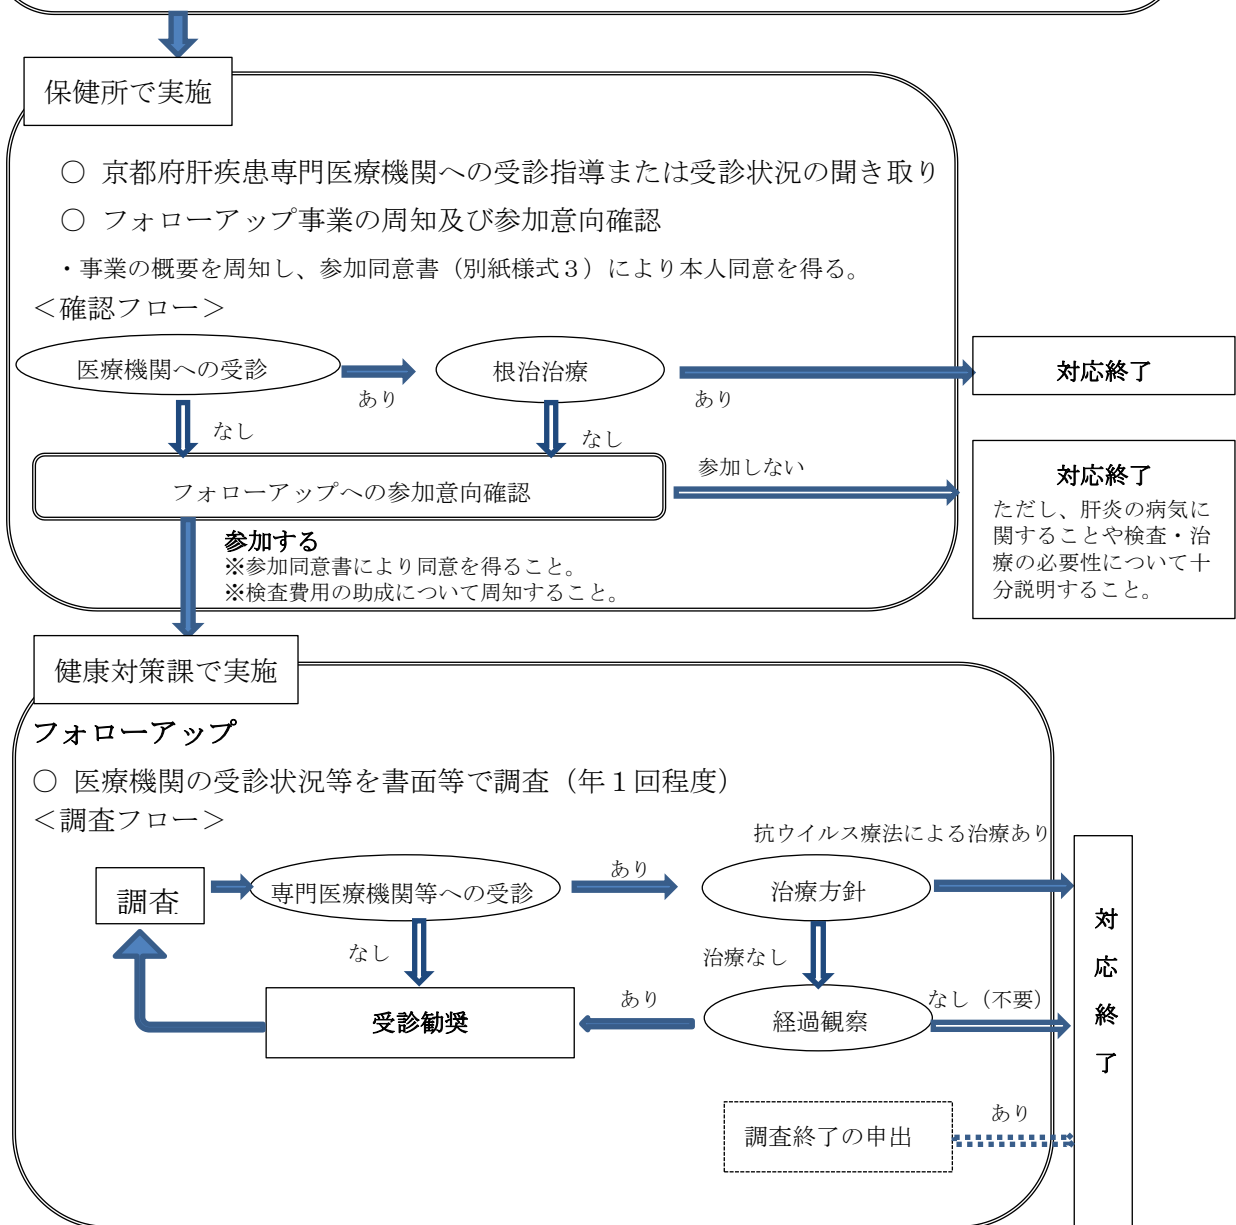 保健所で実施
○ 京都府肝疾患専門医療機関への受診指導または受診状況の聞き取り
○ フォローアップ事業の周知及び参加意向確認
・事業の概要を周知し、参加同意書（別紙様式３）により本人同意を得る。
＜確認フロー＞
医療機関への受診
あり
根治治療
あり
対応終了
なし
なし
フォローアップへの参加意向確認
参加しない
対応終了
ただし、肝炎の病気に
関することや検査・治
療の必要性について十
分説明すること。
参加する
※参加同意書により同意を得ること。
※検査費用の助成について周知すること。
健康対策課で実施
フォローアップ
○ 医療機関の受診状況等を書面等で調査（年１回程度）
＜調査フロー＞
抗ウイルス療法による治療あり
調査
専門医療機関等への受診
あり
治療方針
なし
治療なし
受診勧奨
あり
経過観察
なし（不要）
対応終了
調査終了の申出
あり